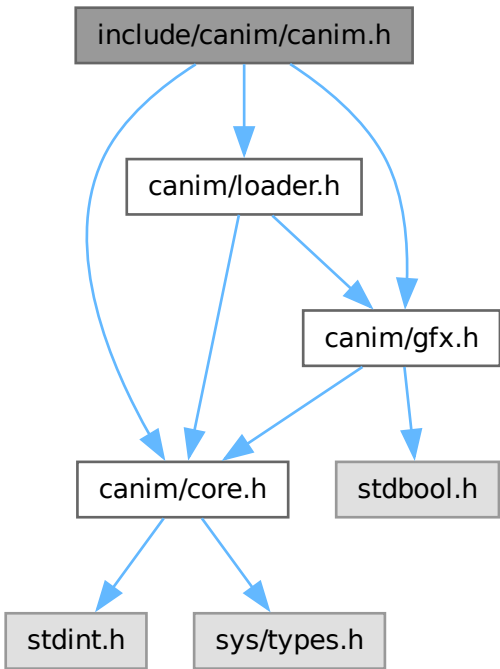 include/canim/canim.h
canim/loader.h
canim/gfx.h
canim/core.h
stdbool.h
stdint.h
sys/types.h